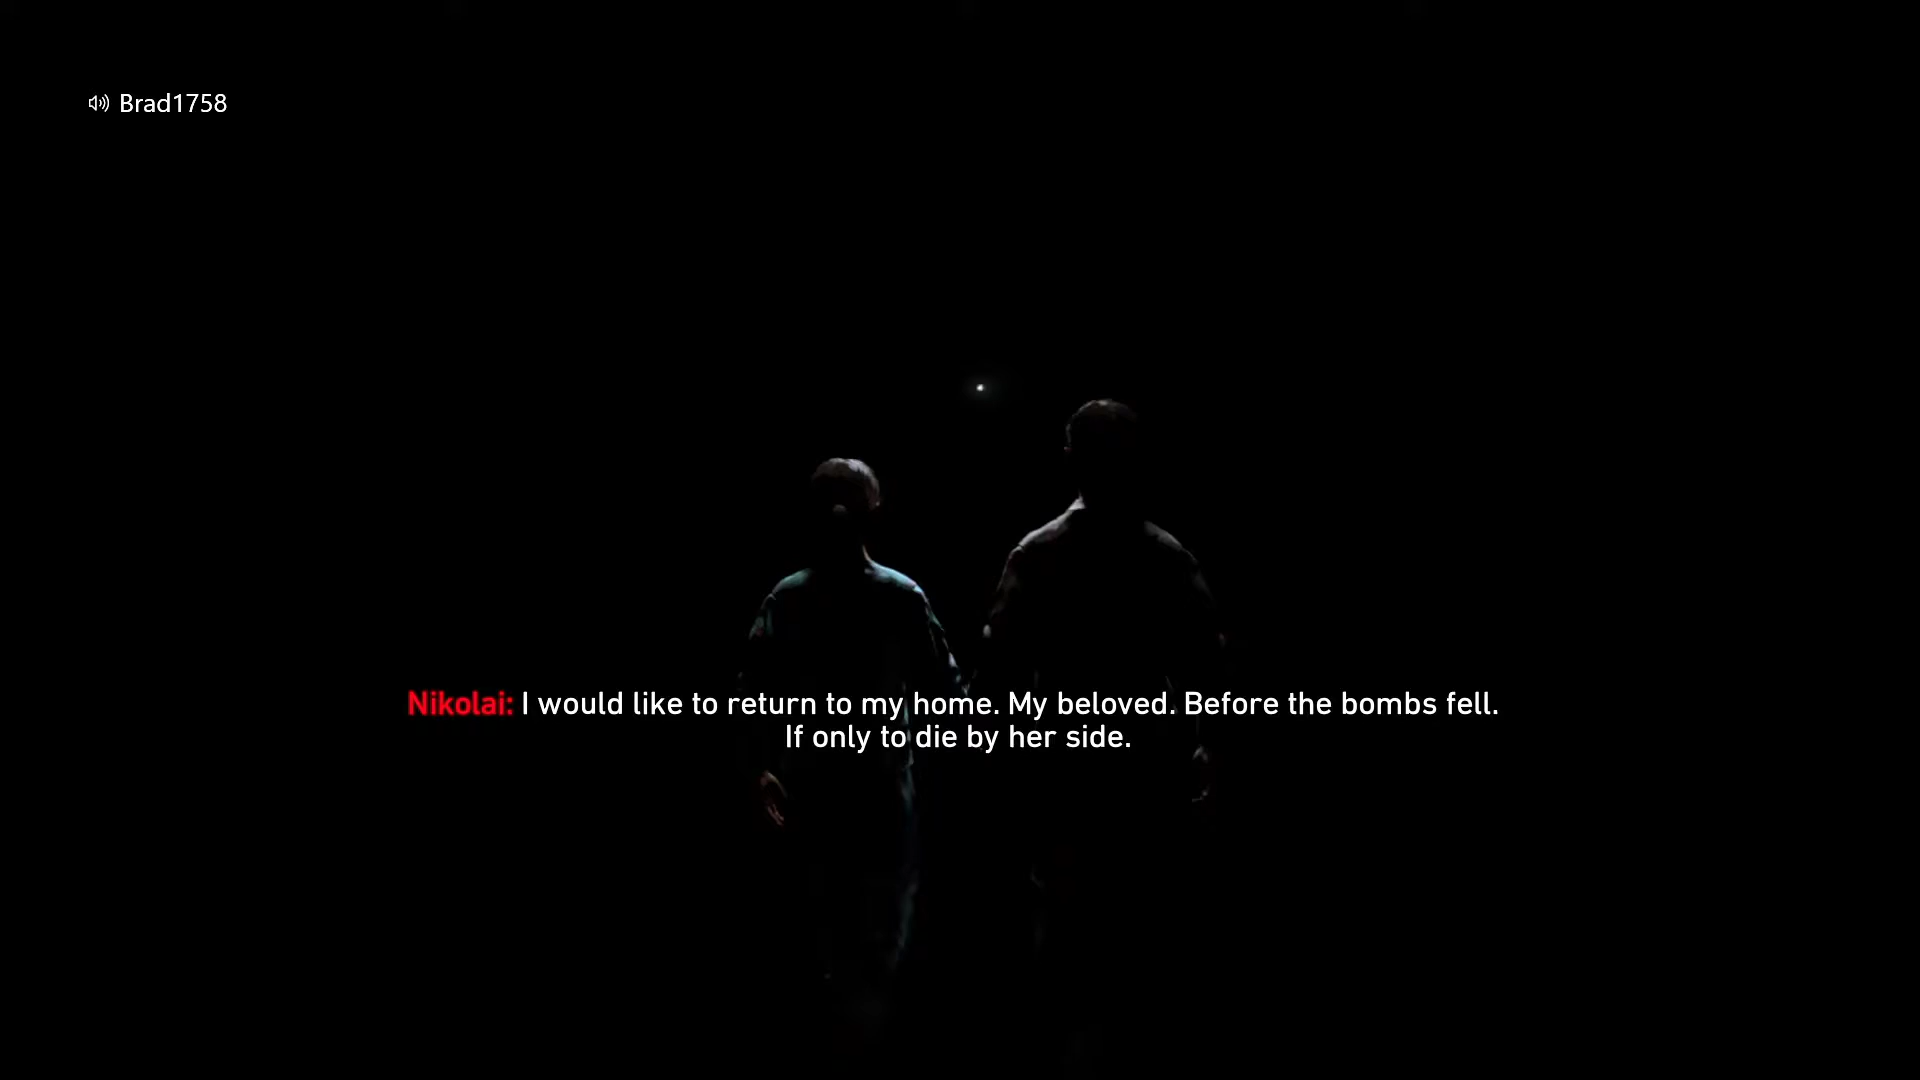 Brad1758
Nikolai: I would like to return to my home. My beloved. Before the bombs fell.
If only to die by her side.